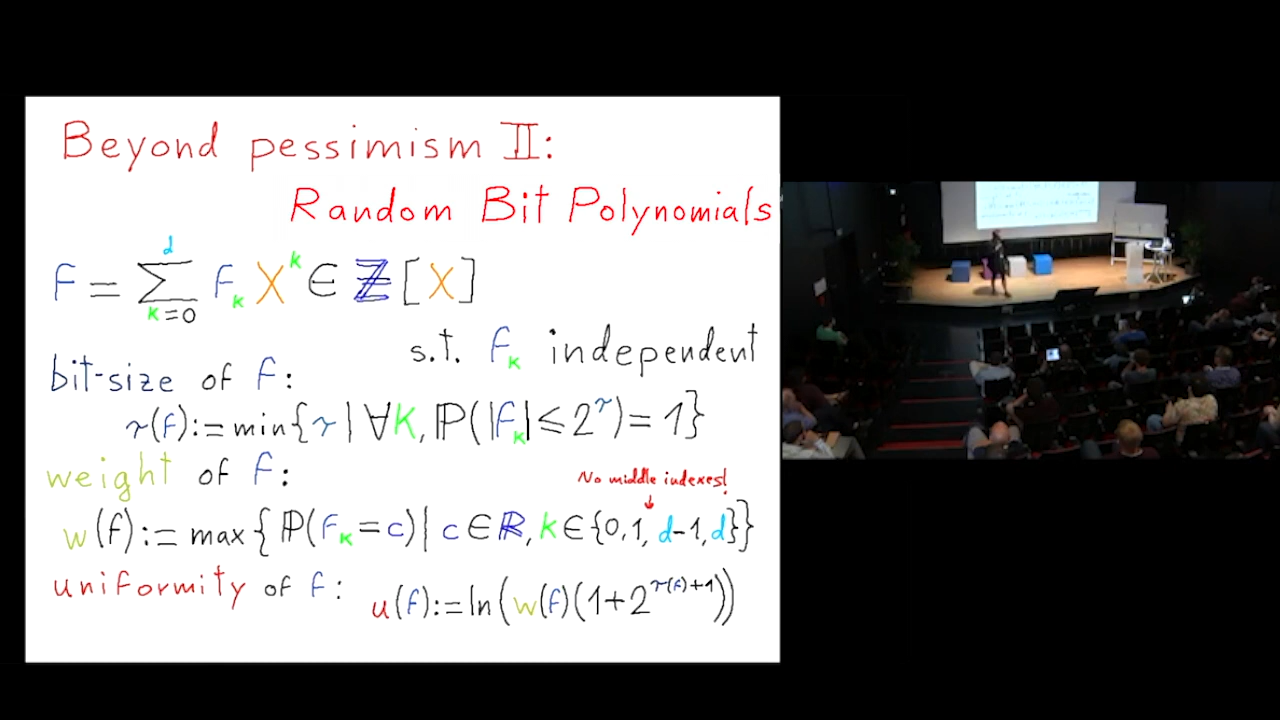 Beyond pessimism II:
Random Bit Polynomials
f = ∑_{k=0}^{d} f_k X^k ∈ ℤ[X]
s.t. f_k independent
bit-size of f:
τ(f) := min{τ | ∀k, ℙ(|f_k| ≤ 2^τ) = 1}
weight of f:
No middle indexes!
↓
w(f) := max{ℙ(f_k = c) | c ∈ ℝ, k ∈ {0, 1, d-1, d}}
uniformity of f: u(f) := ln(w(f)(1+2^{τ(f)+1}))